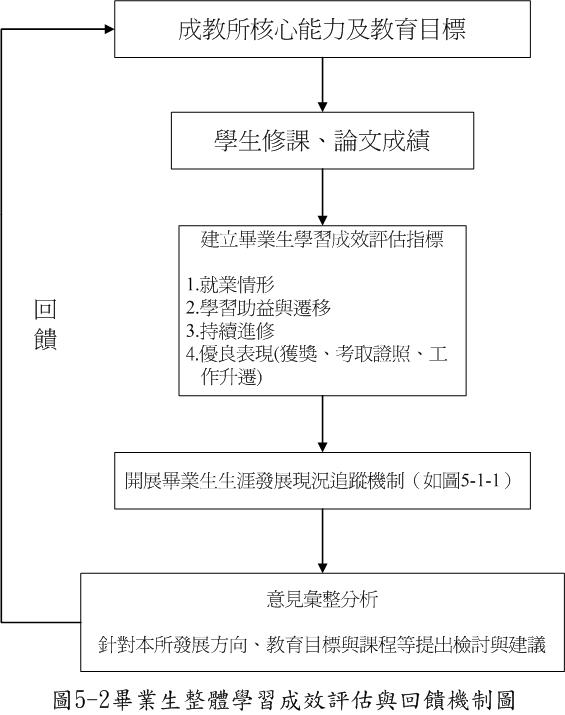 成教所核心能力及教育目標
學生修課、論文成績
建立畢業生學習成效評估指標
1.就業情形
2.學習助益與遷移
3.持續進修
4.優良表現(獲獎、考取證照、工
作升遷)
回
饋
開展畢業生生涯發展現況追蹤機制（如圖5-1-1）
意見彙整分析
針對本所發展方向、教育目標與課程等提出檢討與建議
圖5-2畢業生整體學習成效評估與回饋機制圖